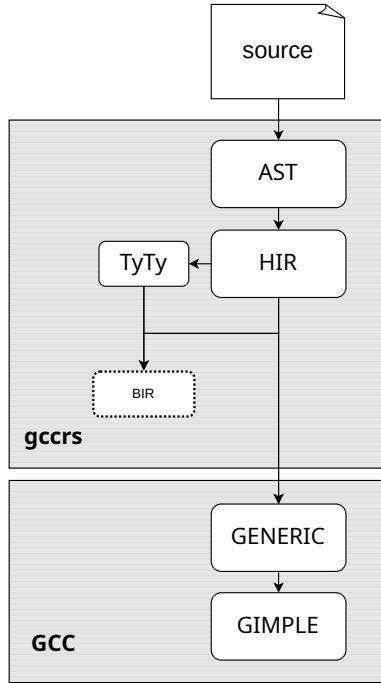 source
AST
TyTy
HIR
BIR
gccrs
GENERIC
GIMPLE
GCC